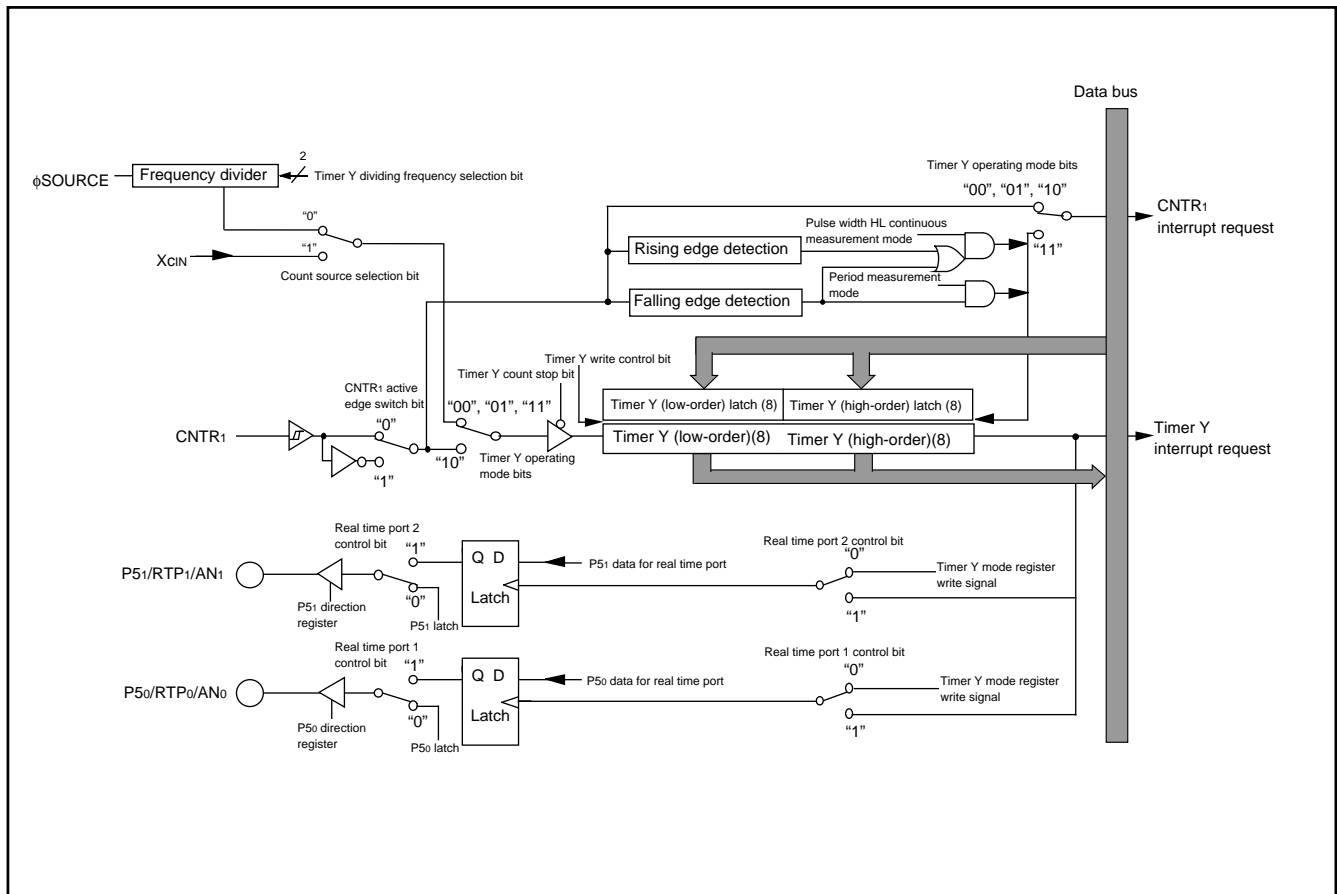 Data bus
2
ϕSOURCE
Frequency divider
Timer Y dividing frequency selection bit
Timer Y operating mode bits
“00”, “01”, “10”
CNTR1
interrupt request
“0”
Pulse width HL continuous
measurement mode
“11”
“1”
XCIN
Rising edge detection
Count source selection bit
Period measurement
mode
Falling edge detection
Timer Y write control bit
Timer Y count stop bit
CNTR1 active
edge switch bit
“00”, “01”, “11”
Timer Y (low-order) latch (8)
Timer Y (high-order) latch (8)
“0”
CNTR1
Timer Y (low-order)(8)
Timer Y (high-order)(8)
Timer Y
interrupt request
“10”
Timer Y operating
mode bits
“1”
Real time port 2
control bit
“1”
Q D
Real time port 2 control bit
“0”
P51 data for real time port
Timer Y mode register
write signal
P51/RTP1/AN1
“0”
Latch
P51 direction
register
P51 latch
“1”
Real time port 1
control bit
“1”
Q D
Real time port 1 control bit
“0”
P50 data for real time port
Timer Y mode register
write signal
P50/RTP0/AN0
“0”
Latch
P50 direction
register
P50 latch
“1”